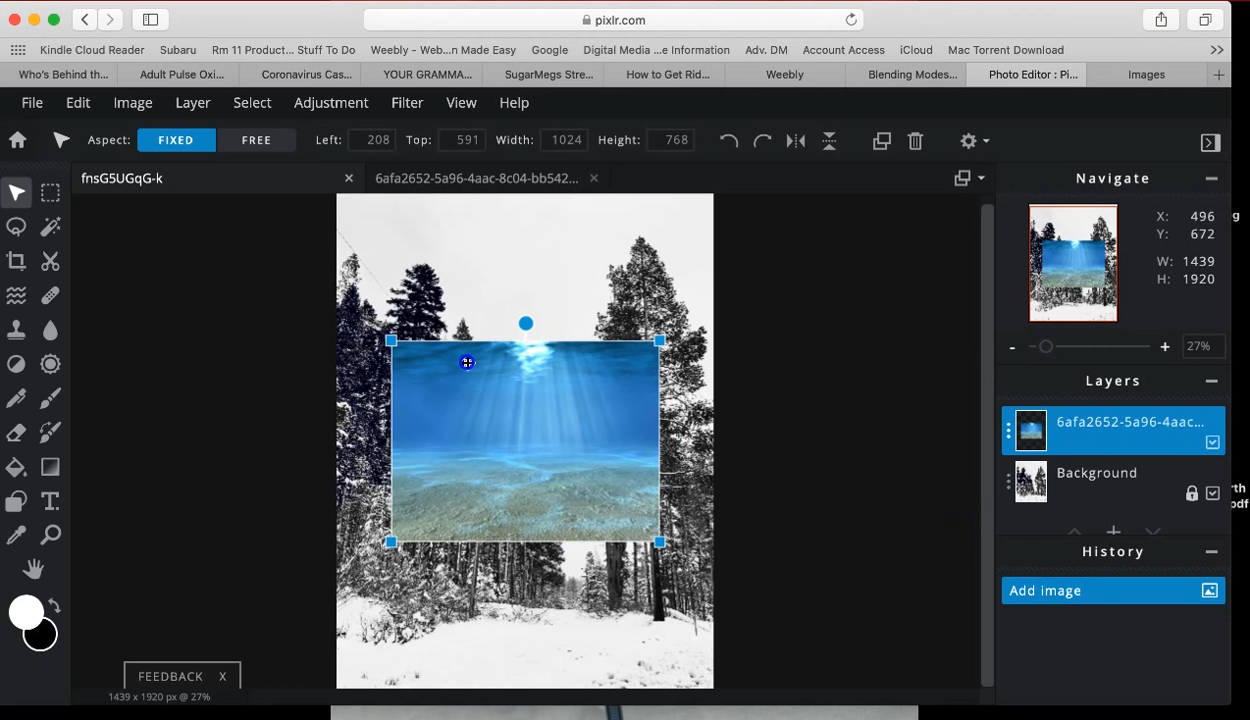 pixlr.com
Kindle Cloud Reader Subaru Rm 11 Product... Stuff To Do Weebly - Web...n Made Easy Google Digital Media ...e Information Adv. DM Account Access iCloud Mac Torrent Download
Who's Behind th... Adult Pulse Oxi... Coronavirus Cas... YOUR GRAMMA... SugarMegs Stre... How to Get Rid... Weebly Blending Modes... Photo Editor : Pi... Images
File Edit Image Layer Select Adjustment Filter View Help
Aspect: FIXED FREE Left: 208 Top: 591 Width: 1024 Height: 768
fnsG5UGqG-k 6afa2652-5a96-4aac-8c04-bb542...
Navigate
X: 496
Y: 672
W: 1439
H: 1920
- + 27%
Layers
6afa2652-5a96-4aac...
Background
History
Add image
FEEDBACK X
1439 x 1920 px @ 27%
g
rth
pdf